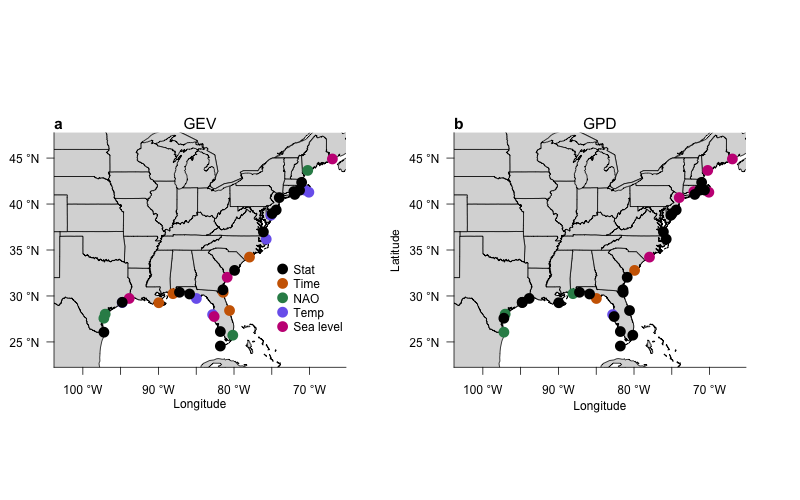 a GEV
45 °N
40 °N
35 °N
30 °N
25 °N
Stat
Time
NAO
Temp
Sea level
100 °W 90 °W 80 °W 70 °W
Longitude
b GPD
Latitude
45 °N
40 °N
35 °N
30 °N
25 °N
100 °W 90 °W 80 °W 70 °W
Longitude